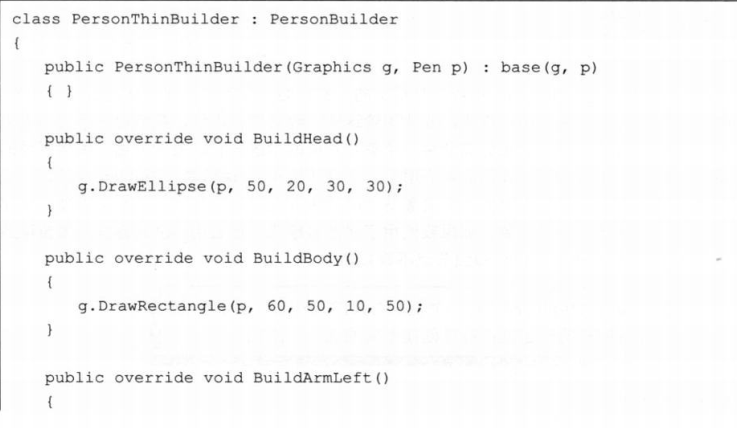 class PersonThinBuilder : PersonBuilder
{
public PersonThinBuilder(Graphics g, Pen p) : base(g, p)
{ }
public override void BuildHead()
{
g.DrawEllipse(p, 50, 20, 30, 30);
}
public override void BuildBody()
{
g.DrawRectangle(p, 60, 50, 10, 50);
}
public override void BuildArmLeft()
{